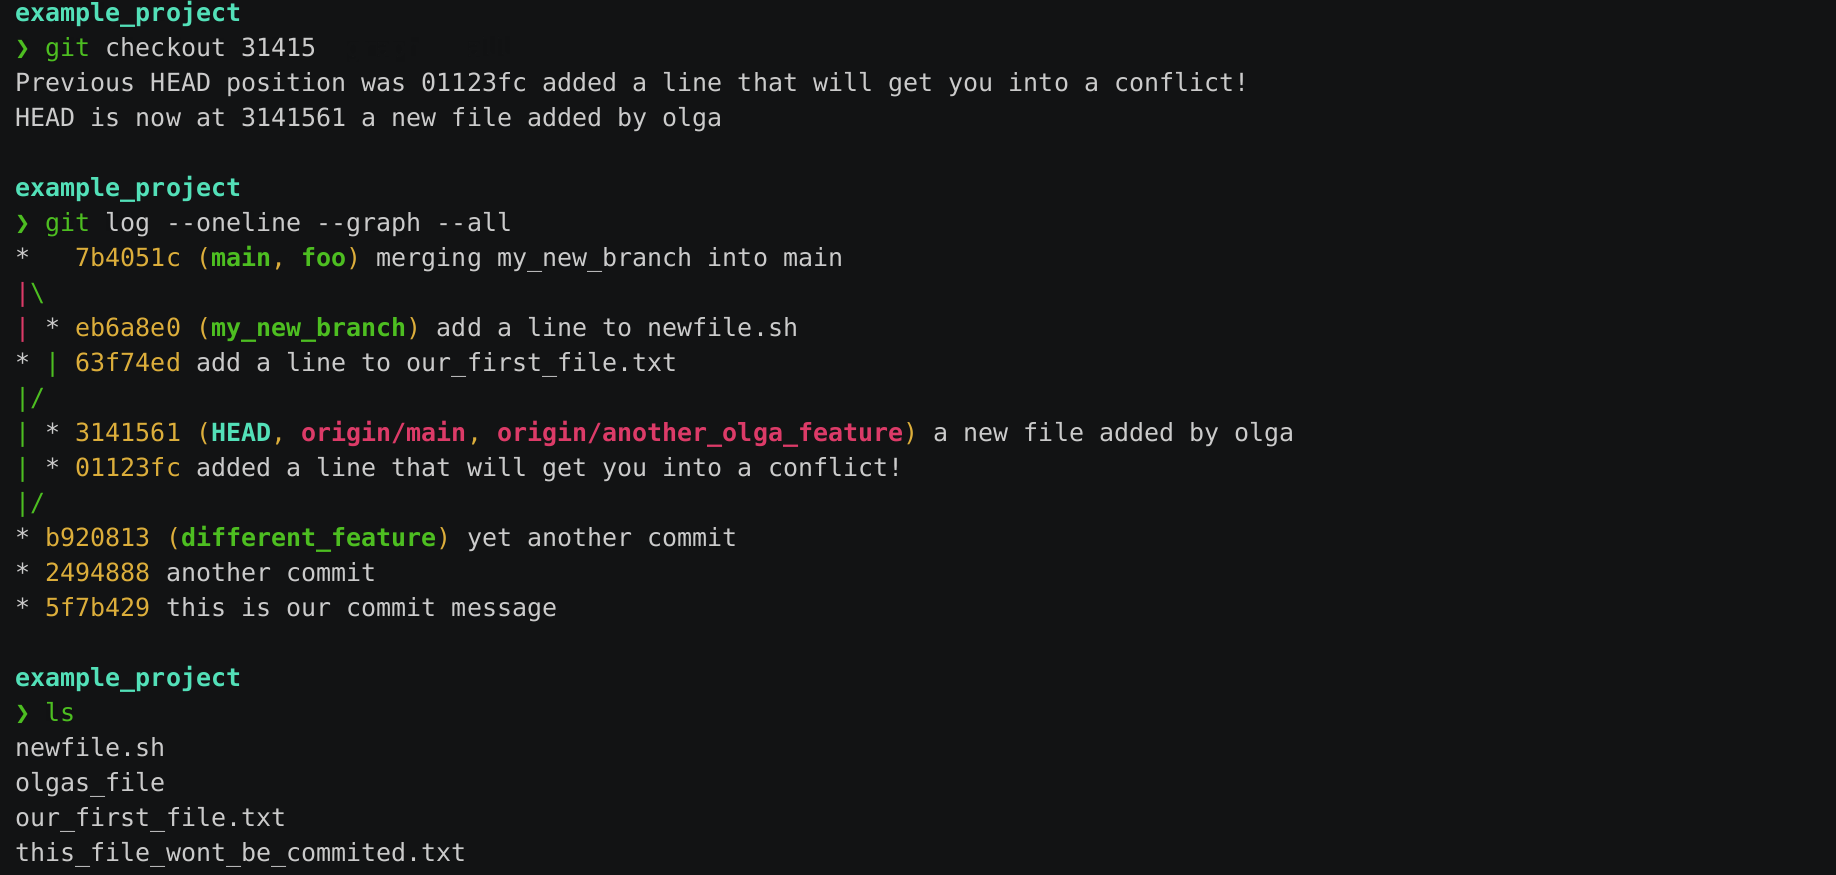 example_project
❯ git checkout 31415
Previous HEAD position was 01123fc added a line that will get you into a conflict!
HEAD is now at 3141561 a new file added by olga
example_project
❯ git log --oneline --graph --all
*   7b4051c (main, foo) merging my_new_branch into main
|\
| * eb6a8e0 (my_new_branch) add a line to newfile.sh
* | 63f74ed add a line to our_first_file.txt
|/
| * 3141561 (HEAD, origin/main, origin/another_olga_feature) a new file added by olga
| * 01123fc added a line that will get you into a conflict!
|/
* b920813 (different_feature) yet another commit
* 2494888 another commit
* 5f7b429 this is our commit message
example_project
❯ ls
newfile.sh
olgas_file
our_first_file.txt
this_file_wont_be_commited.txt